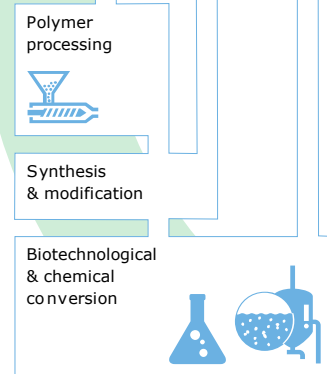 Polymer
processing
Synthesis
& modification
Biotechnological
& chemical
conversion